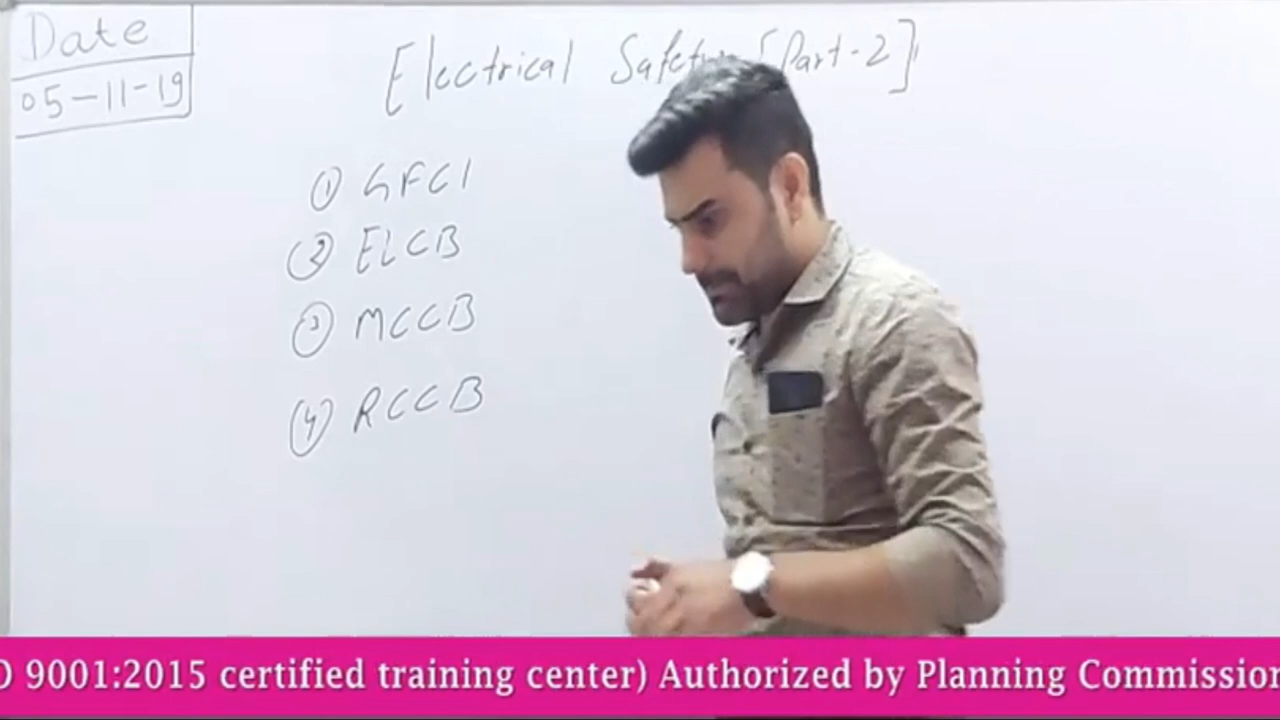 Date
05-11-19
Electrical Safety [Part-2]
① GFCI
② ELCB
③ MCCB
④ RCCB
O 9001:2015 certified training center) Authorized by Planning Commission